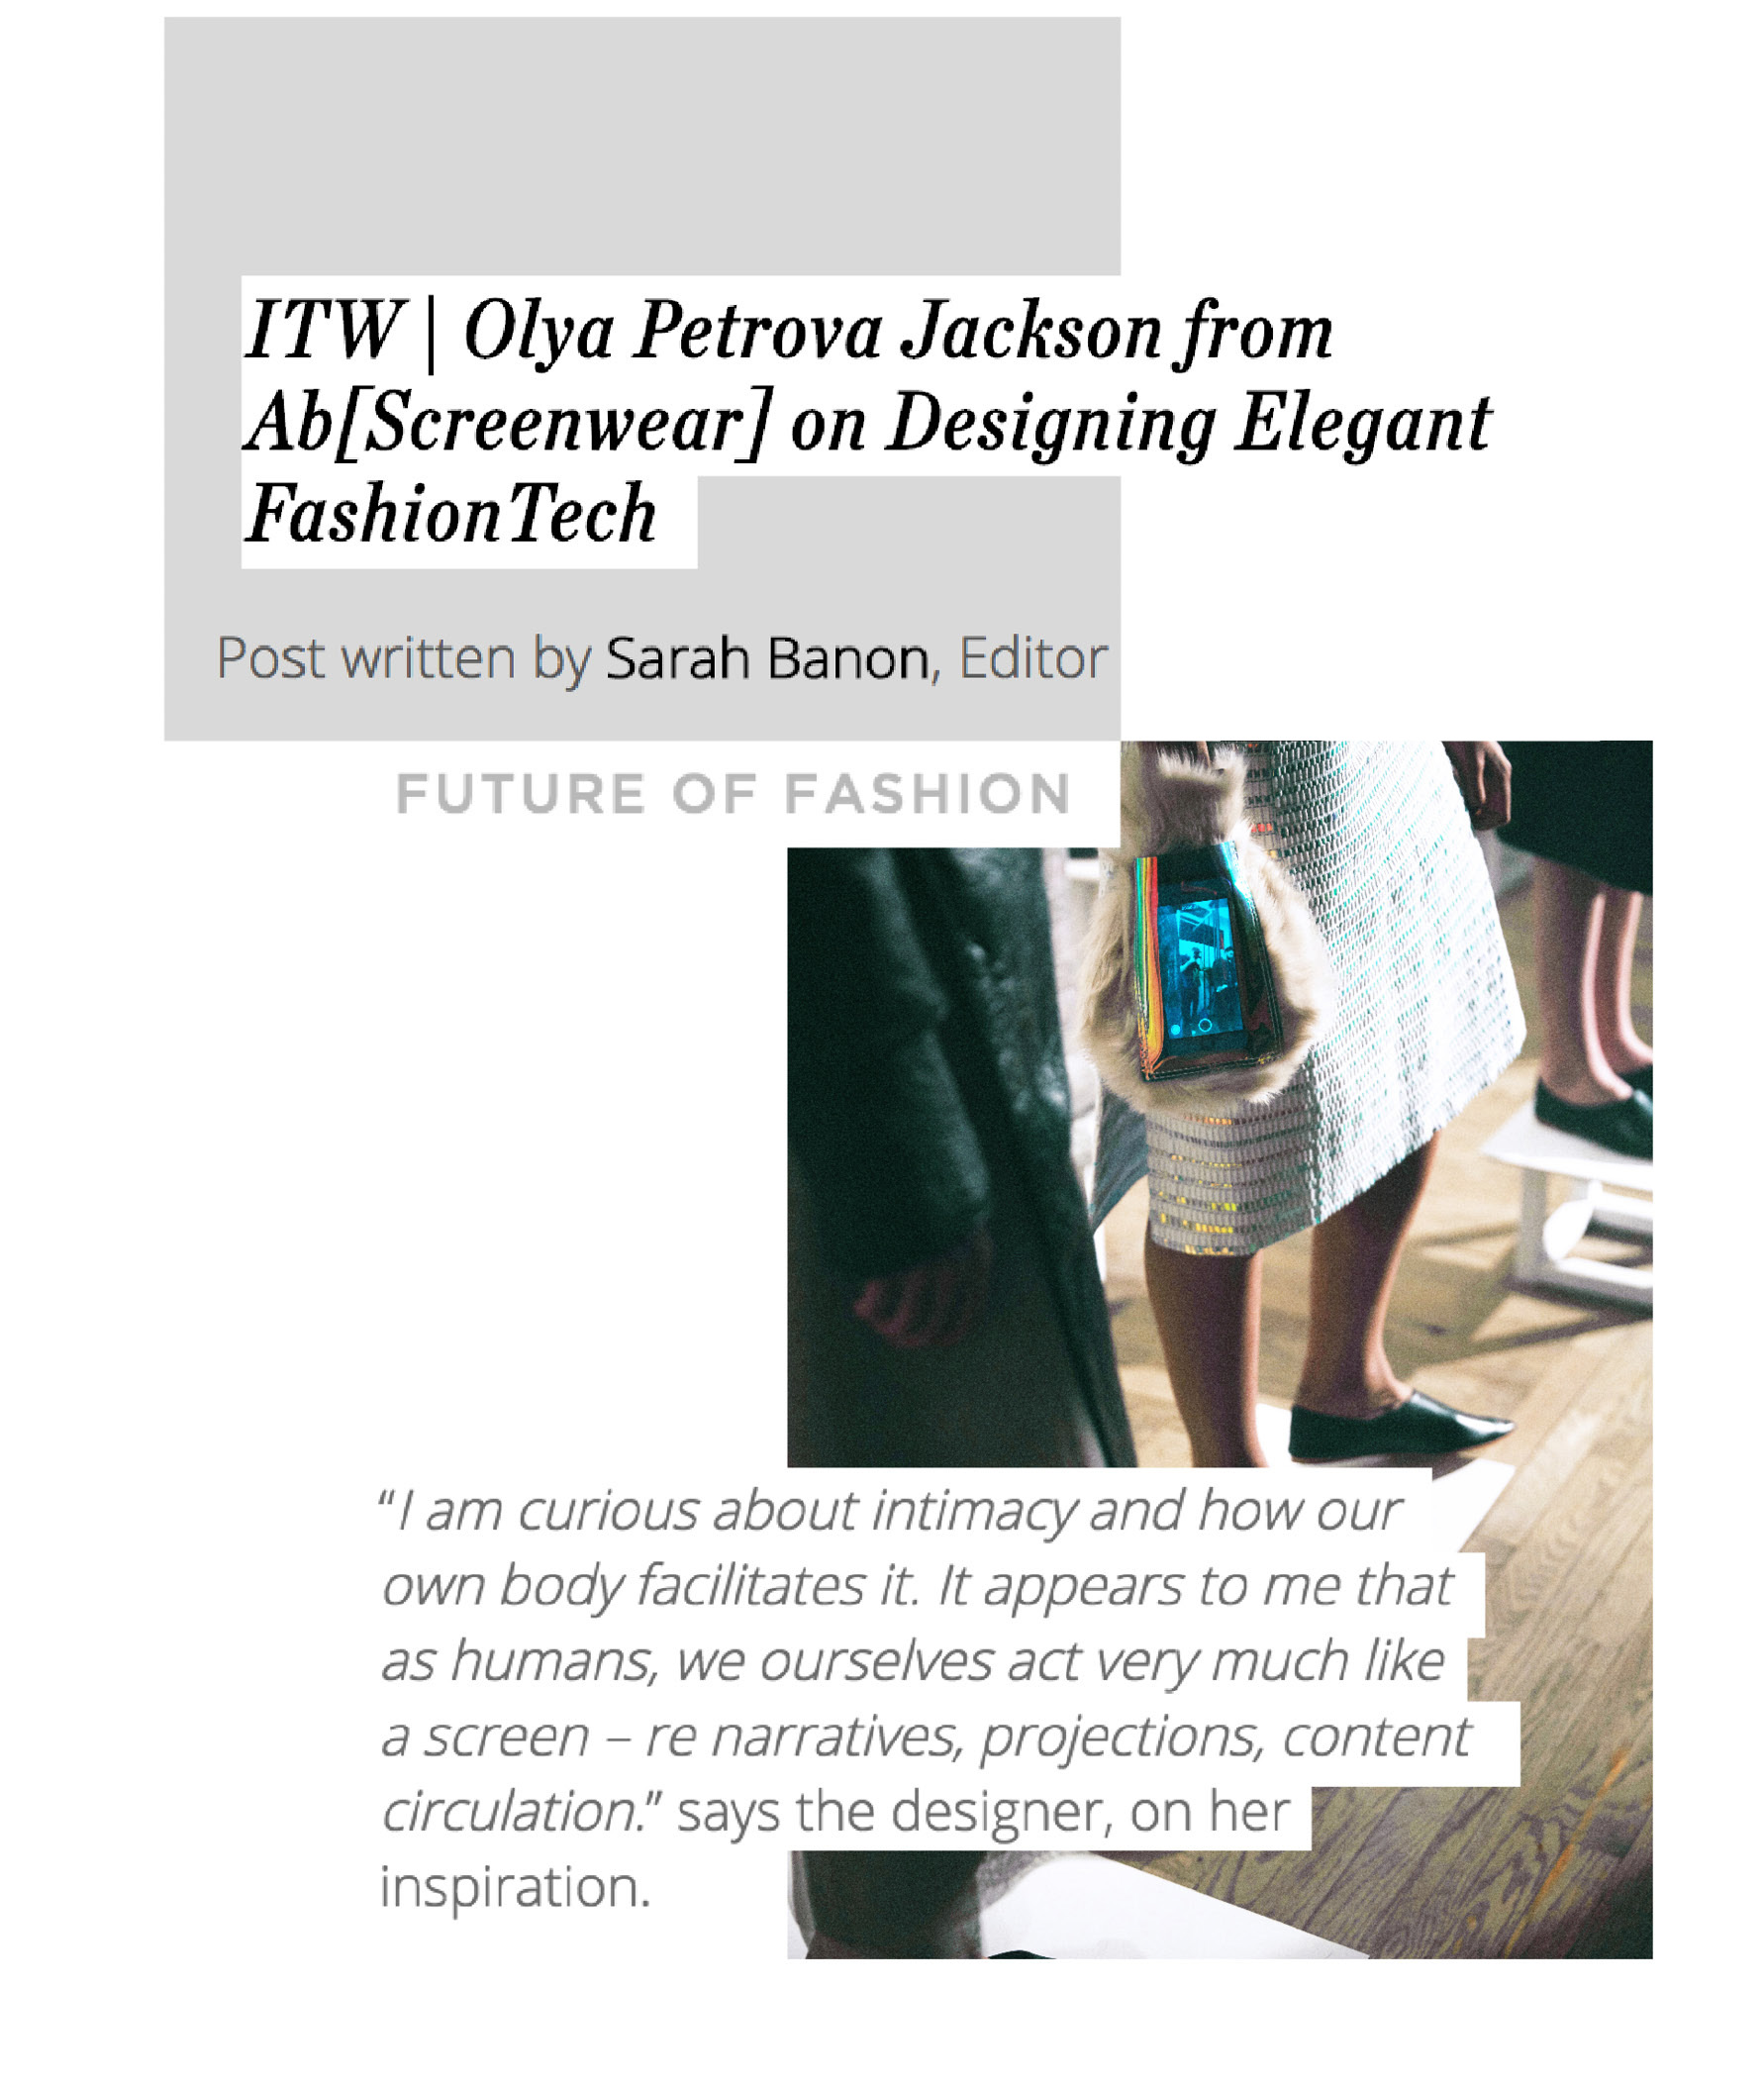 ITW | Olya Petrova Jackson from
Ab[Screenwear] on Designing Elegant
FashionTech
Post written by Sarah Banon, Editor
FUTURE OF FASHION
“I am curious about intimacy and how our
own body facilitates it. It appears to me that
as humans, we ourselves act very much like
a screen – re narratives, projections, content
circulation.” says the designer, on her
inspiration.